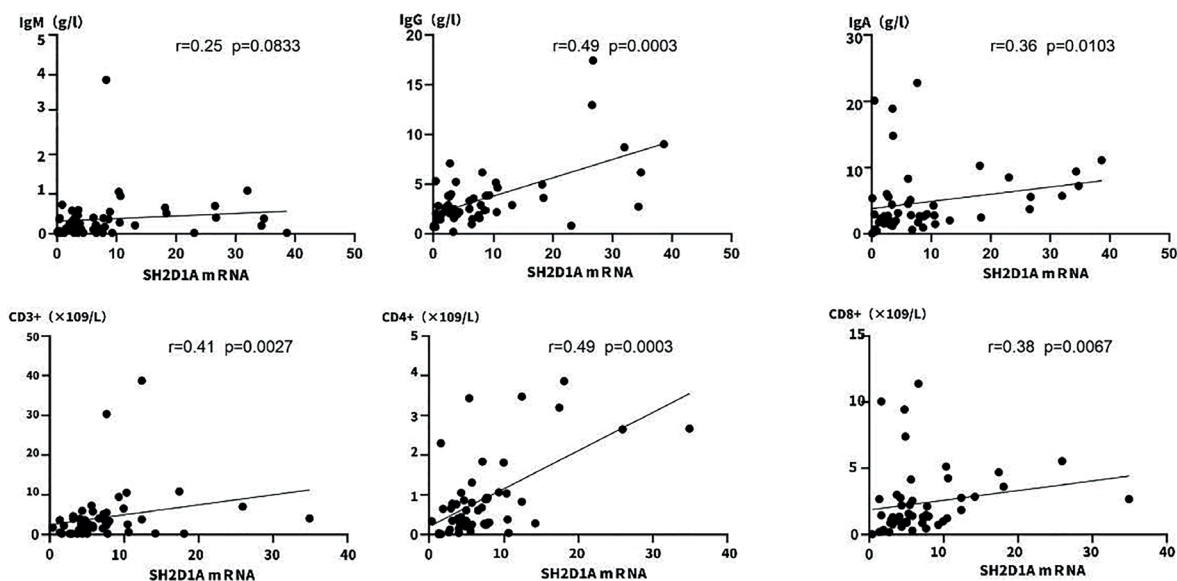 IgM (g/l)
r=0.25 p=0.0833
5
4
3
2
1
0
0 10 20 30 40 50
SH2D1A mRNA
IgG (g/l)
r=0.49 p=0.0003
20
15
10
5
0
0 10 20 30 40 50
SH2D1A mRNA
IgA (g/l)
r=0.36 p=0.0103
30
20
10
0
0 10 20 30 40 50
SH2D1A mRNA
CD3+ (×109/L)
r=0.41 p=0.0027
50
40
30
20
10
0
0 10 20 30 40
SH2D1A mRNA
CD4+ (×109/L)
r=0.49 p=0.0003
5
4
3
2
1
0
0 10 20 30 40
SH2D1A mRNA
CD8+ (×109/L)
r=0.38 p=0.0067
15
10
5
0
0 10 20 30 40
SH2D1A mRNA